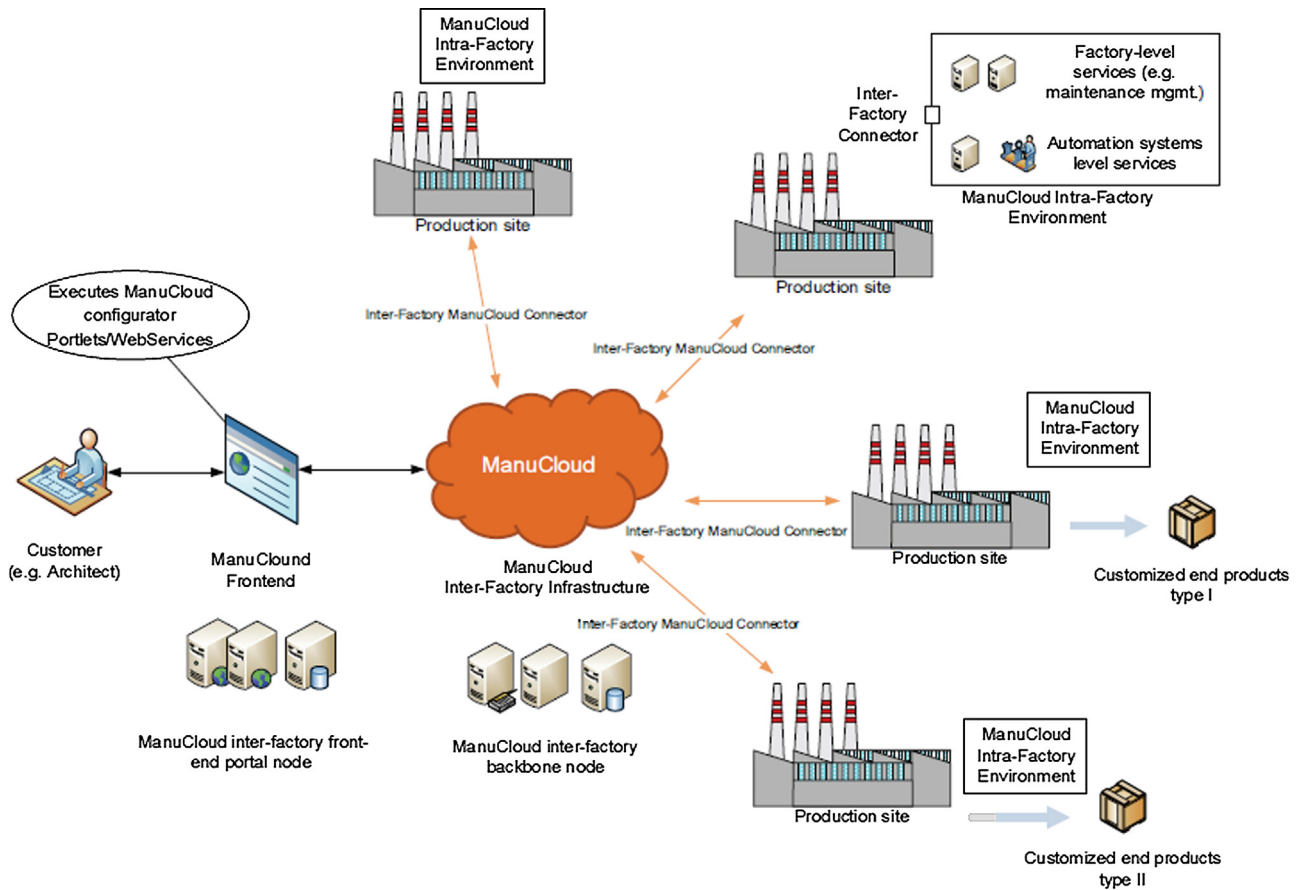 ManuCloud
Intra-Factory
Environment
Production site
Inter-Factory ManuCloud Connector
Factory-level
services (e.g.
maintenance mgmt.)
Automation systems
level services
Inter-
Factory
Connector
ManuCloud Intra-Factory
Environment
Production site
Inter-Factory ManuCloud Connector
Executes ManuCloud
configurator
Portlets/WebServices
Customer
(e.g. Architect)
ManuClound
Frontend
ManuCloud
ManuCloud
Inter-Factory Infrastructure
ManuCloud inter-factory front-
end portal node
ManuCloud inter-factory
backbone node
ManuCloud
Intra-Factory
Environment
Inter-Factory ManuCloud Connector
Production site
Customized end products
type I
Inter-Factory ManuCloud Connector
ManuCloud
Intra-Factory
Environment
Production site
Customized end products
type II